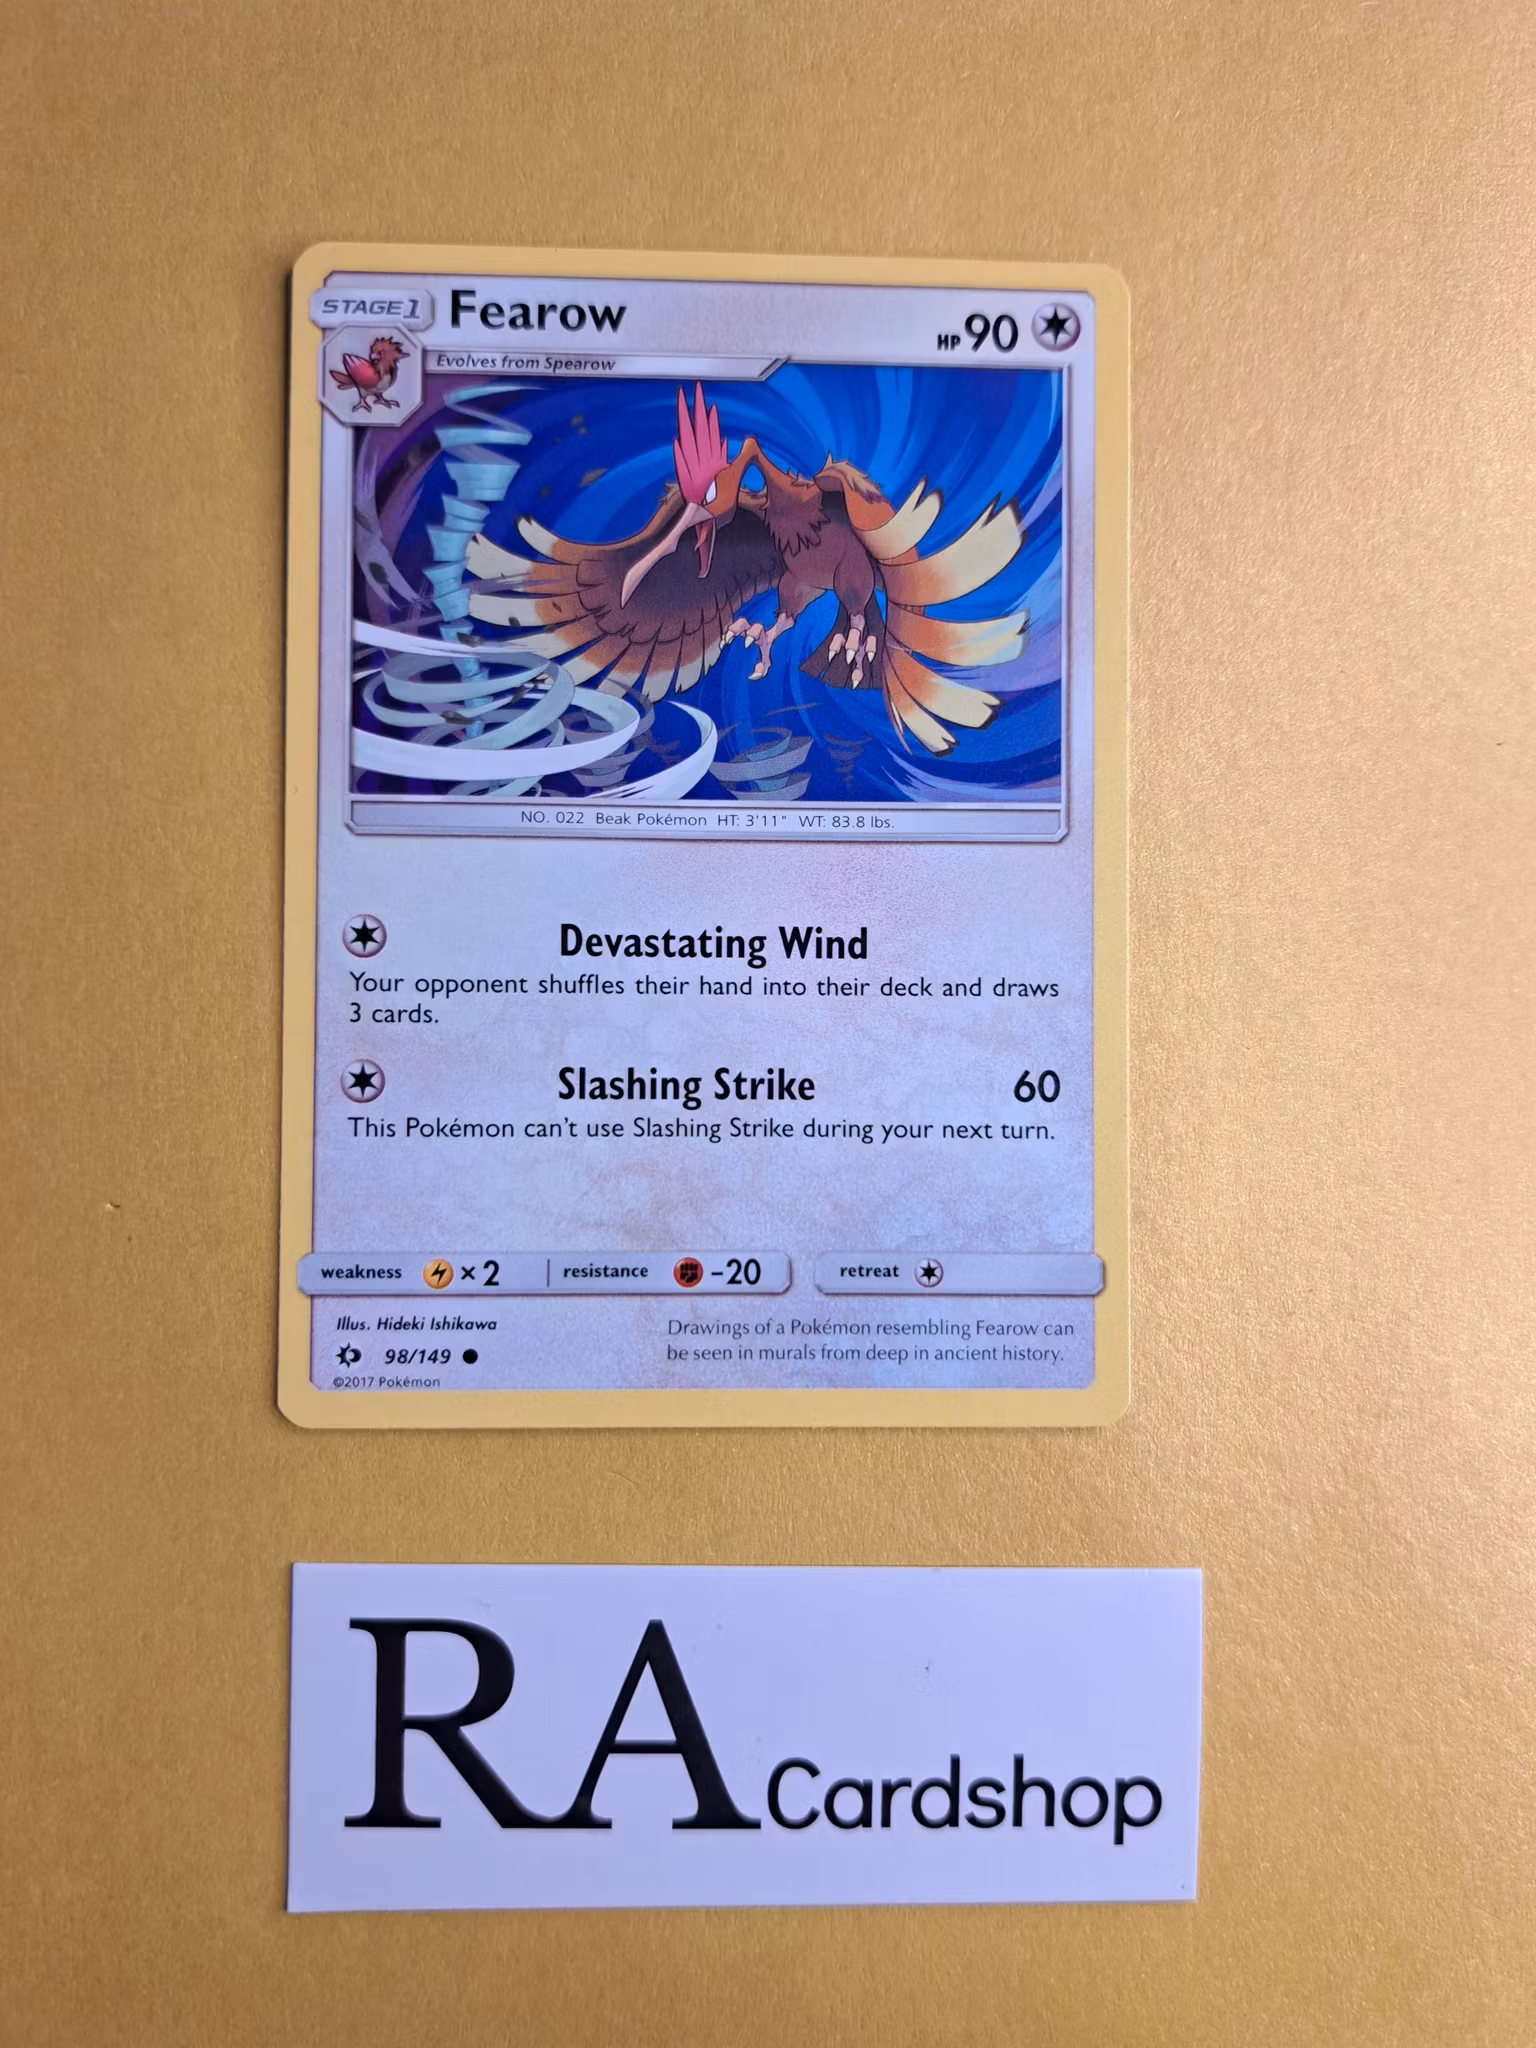 STAGE 1 Fearow HP 90
Evolves from Spearow
NO. 022 Beak Pokémon HT: 3'11" WT: 83.8 lbs.
Devastating Wind
Your opponent shuffles their hand into their deck and draws
3 cards.
Slashing Strike 60
This Pokémon can't use Slashing Strike during your next turn.
weakness ×2 resistance -20 retreat
Illus. Hideki Ishikawa
98/149
©2017 Pokémon
Drawings of a Pokémon resembling Fearow can
be seen in murals from deep in ancient history.
RA Cardshop